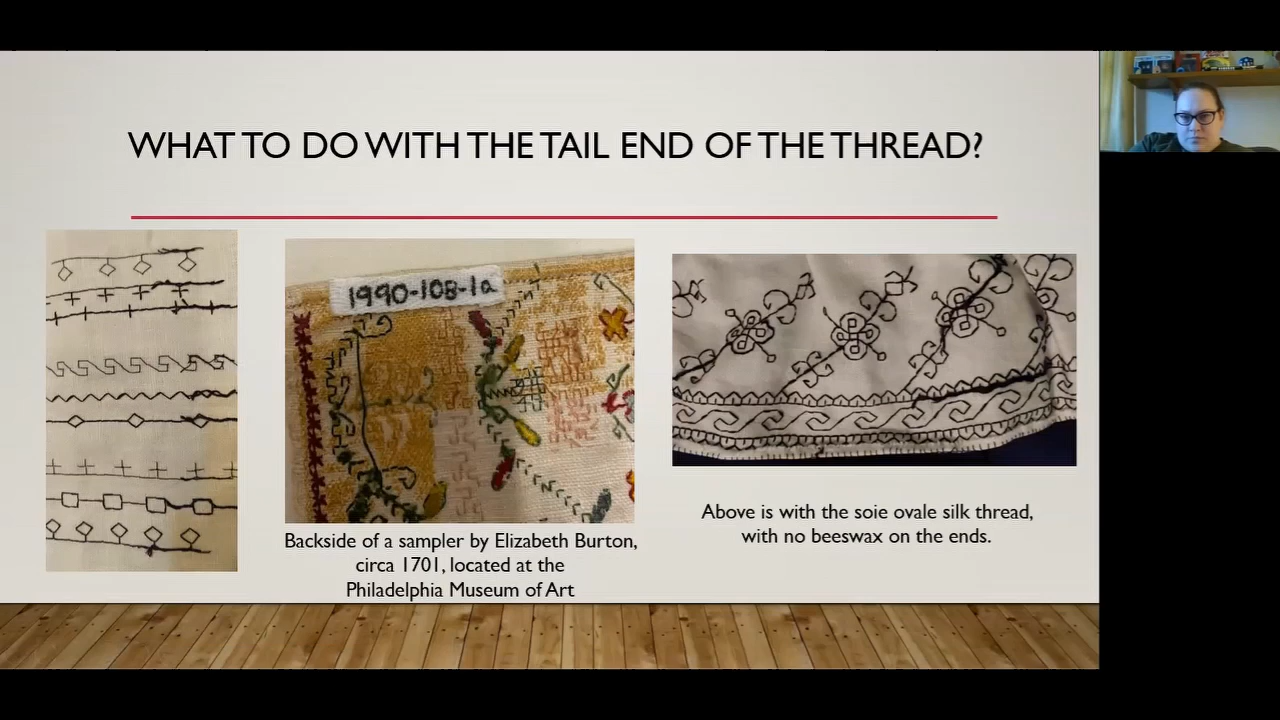 WHAT TO DO WITH THE TAIL END OF THE THREAD?
1990-108-1a
Backside of a sampler by Elizabeth Burton,
circa 1701, located at the
Philadelphia Museum of Art
Above is with the soie ovale silk thread,
with no beeswax on the ends.